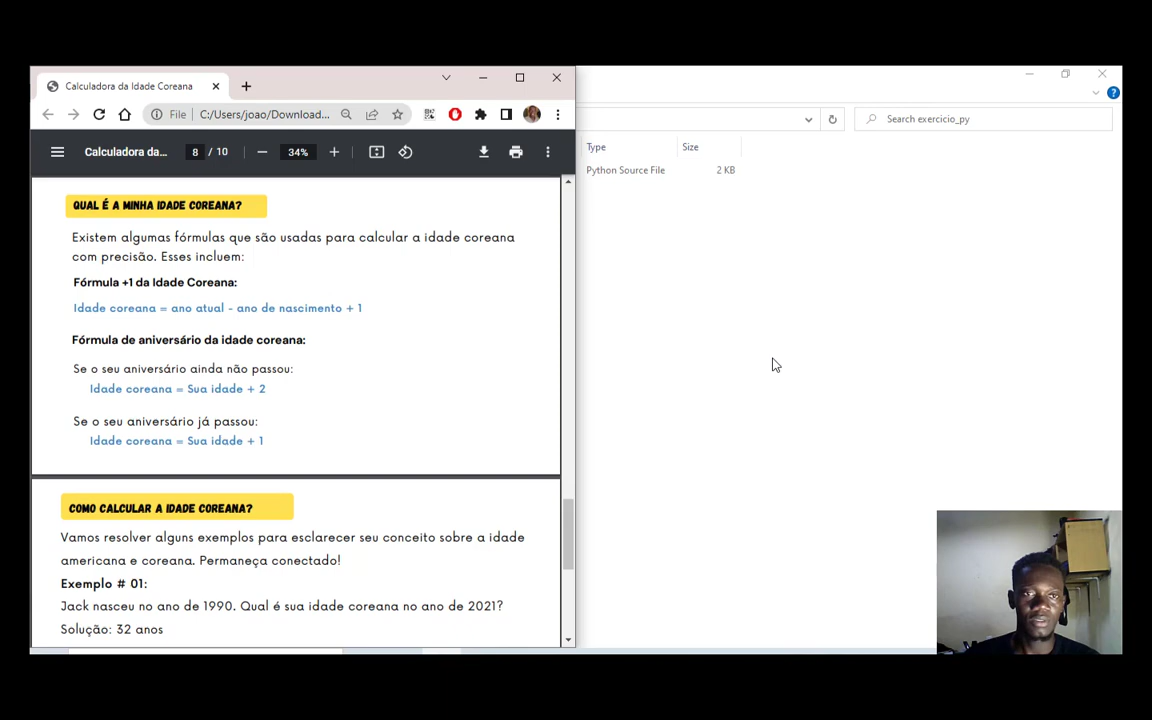 Calculadora da Idade Coreana
File
C:/Users/joao/Download...
Calculadora da...
8 / 10
34%
QUAL É A MINHA IDADE COREANA?
Existem algumas fórmulas que são usadas para calcular a idade coreana
com precisão. Esses incluem:
Fórmula +1 da Idade Coreana:
Idade coreana = ano atual - ano de nascimento + 1
Fórmula de aniversário da idade coreana:
Se o seu aniversário ainda não passou:
Idade coreana = Sua idade + 2
Se o seu aniversário já passou:
Idade coreana = Sua idade + 1
COMO CALCULAR A IDADE COREANA?
Vamos resolver alguns exemplos para esclarecer seu conceito sobre a idade
americana e coreana. Permaneça conectado!
Exemplo # 01:
Jack nasceu no ano de 1990. Qual é sua idade coreana no ano de 2021?
Solução: 32 anos
Search exercicio_py
Type
Size
Python Source File
2 KB